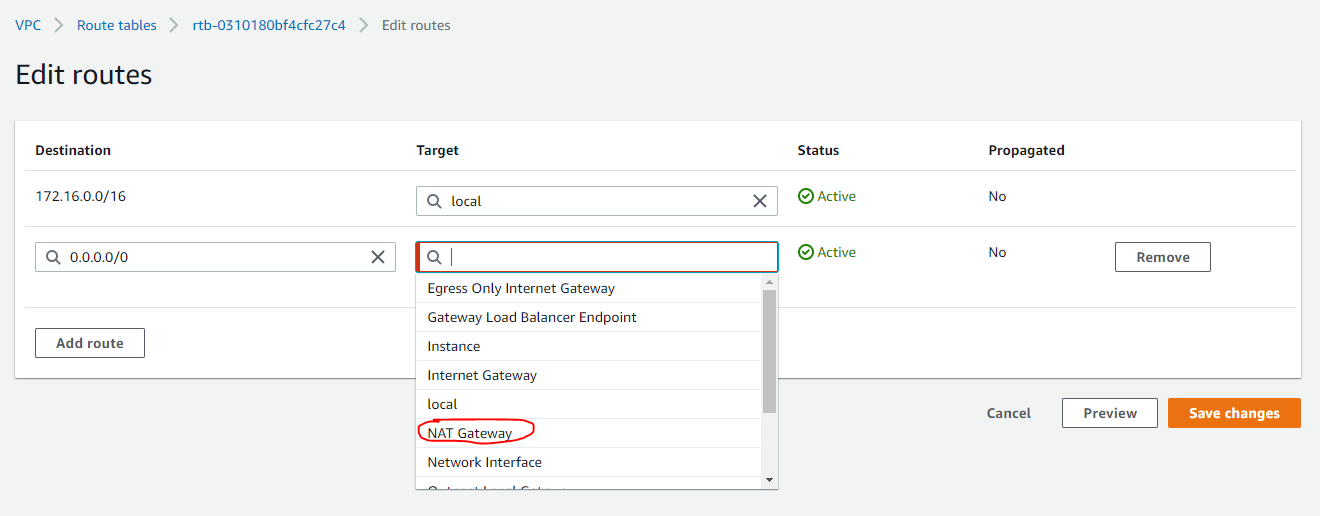 VPC > Route tables > rtb-0310180bf4cfc27c4 > Edit routes
Edit routes
Destination Target Status Propagated
172.16.0.0/16 local Active No
0.0.0.0/0 Active No Remove
Egress Only Internet Gateway
Gateway Load Balancer Endpoint
Instance
Add route
Internet Gateway
local
Cancel Preview Save changes
NAT Gateway
Network Interface